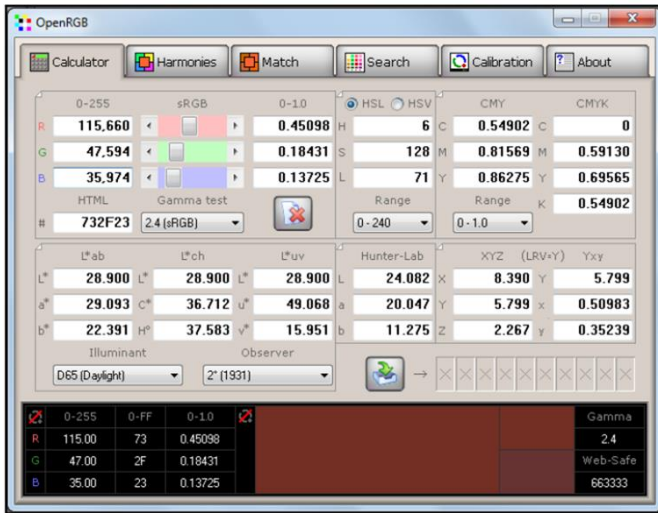 OpenRGB
Calculator Harmonies Match Search Calibration ? About
0-255 sRGB 0-1.0 HSL HSV CMY CMYK
R 115,660 0.45098 H 6 C 0.54902 C 0
G 47,594 0.18431 S 128 M 0.81569 M 0.59130
B 35,974 0.13725 L 71 Y 0.86275 Y 0.69565
HTML Gamma test Range Range K 0.54902
# 732F23 2.4 (sRGB) 0 - 240 0 - 1.0
L*ab L*ch L*uv Hunter-Lab XYZ (LRV=Y) Yxy
L* 28.900 L* 28.900 L* 28.900 L 24.082 X 8.390 Y 5.799
a* 29.093 C* 36.712 u* 49.068 a 20.047 Y 5.799 x 0.50983
b* 22.391 H° 37.583 v* 15.951 b 11.275 Z 2.267 y 0.35239
Illuminant Observer
D65 (Daylight) 2° (1931)
0-255 0-FF 0-1.0 Gamma
R 115.00 73 0.45098 2.4
G 47.00 2F 0.18431 Web-Safe
B 35.00 23 0.13725 663333